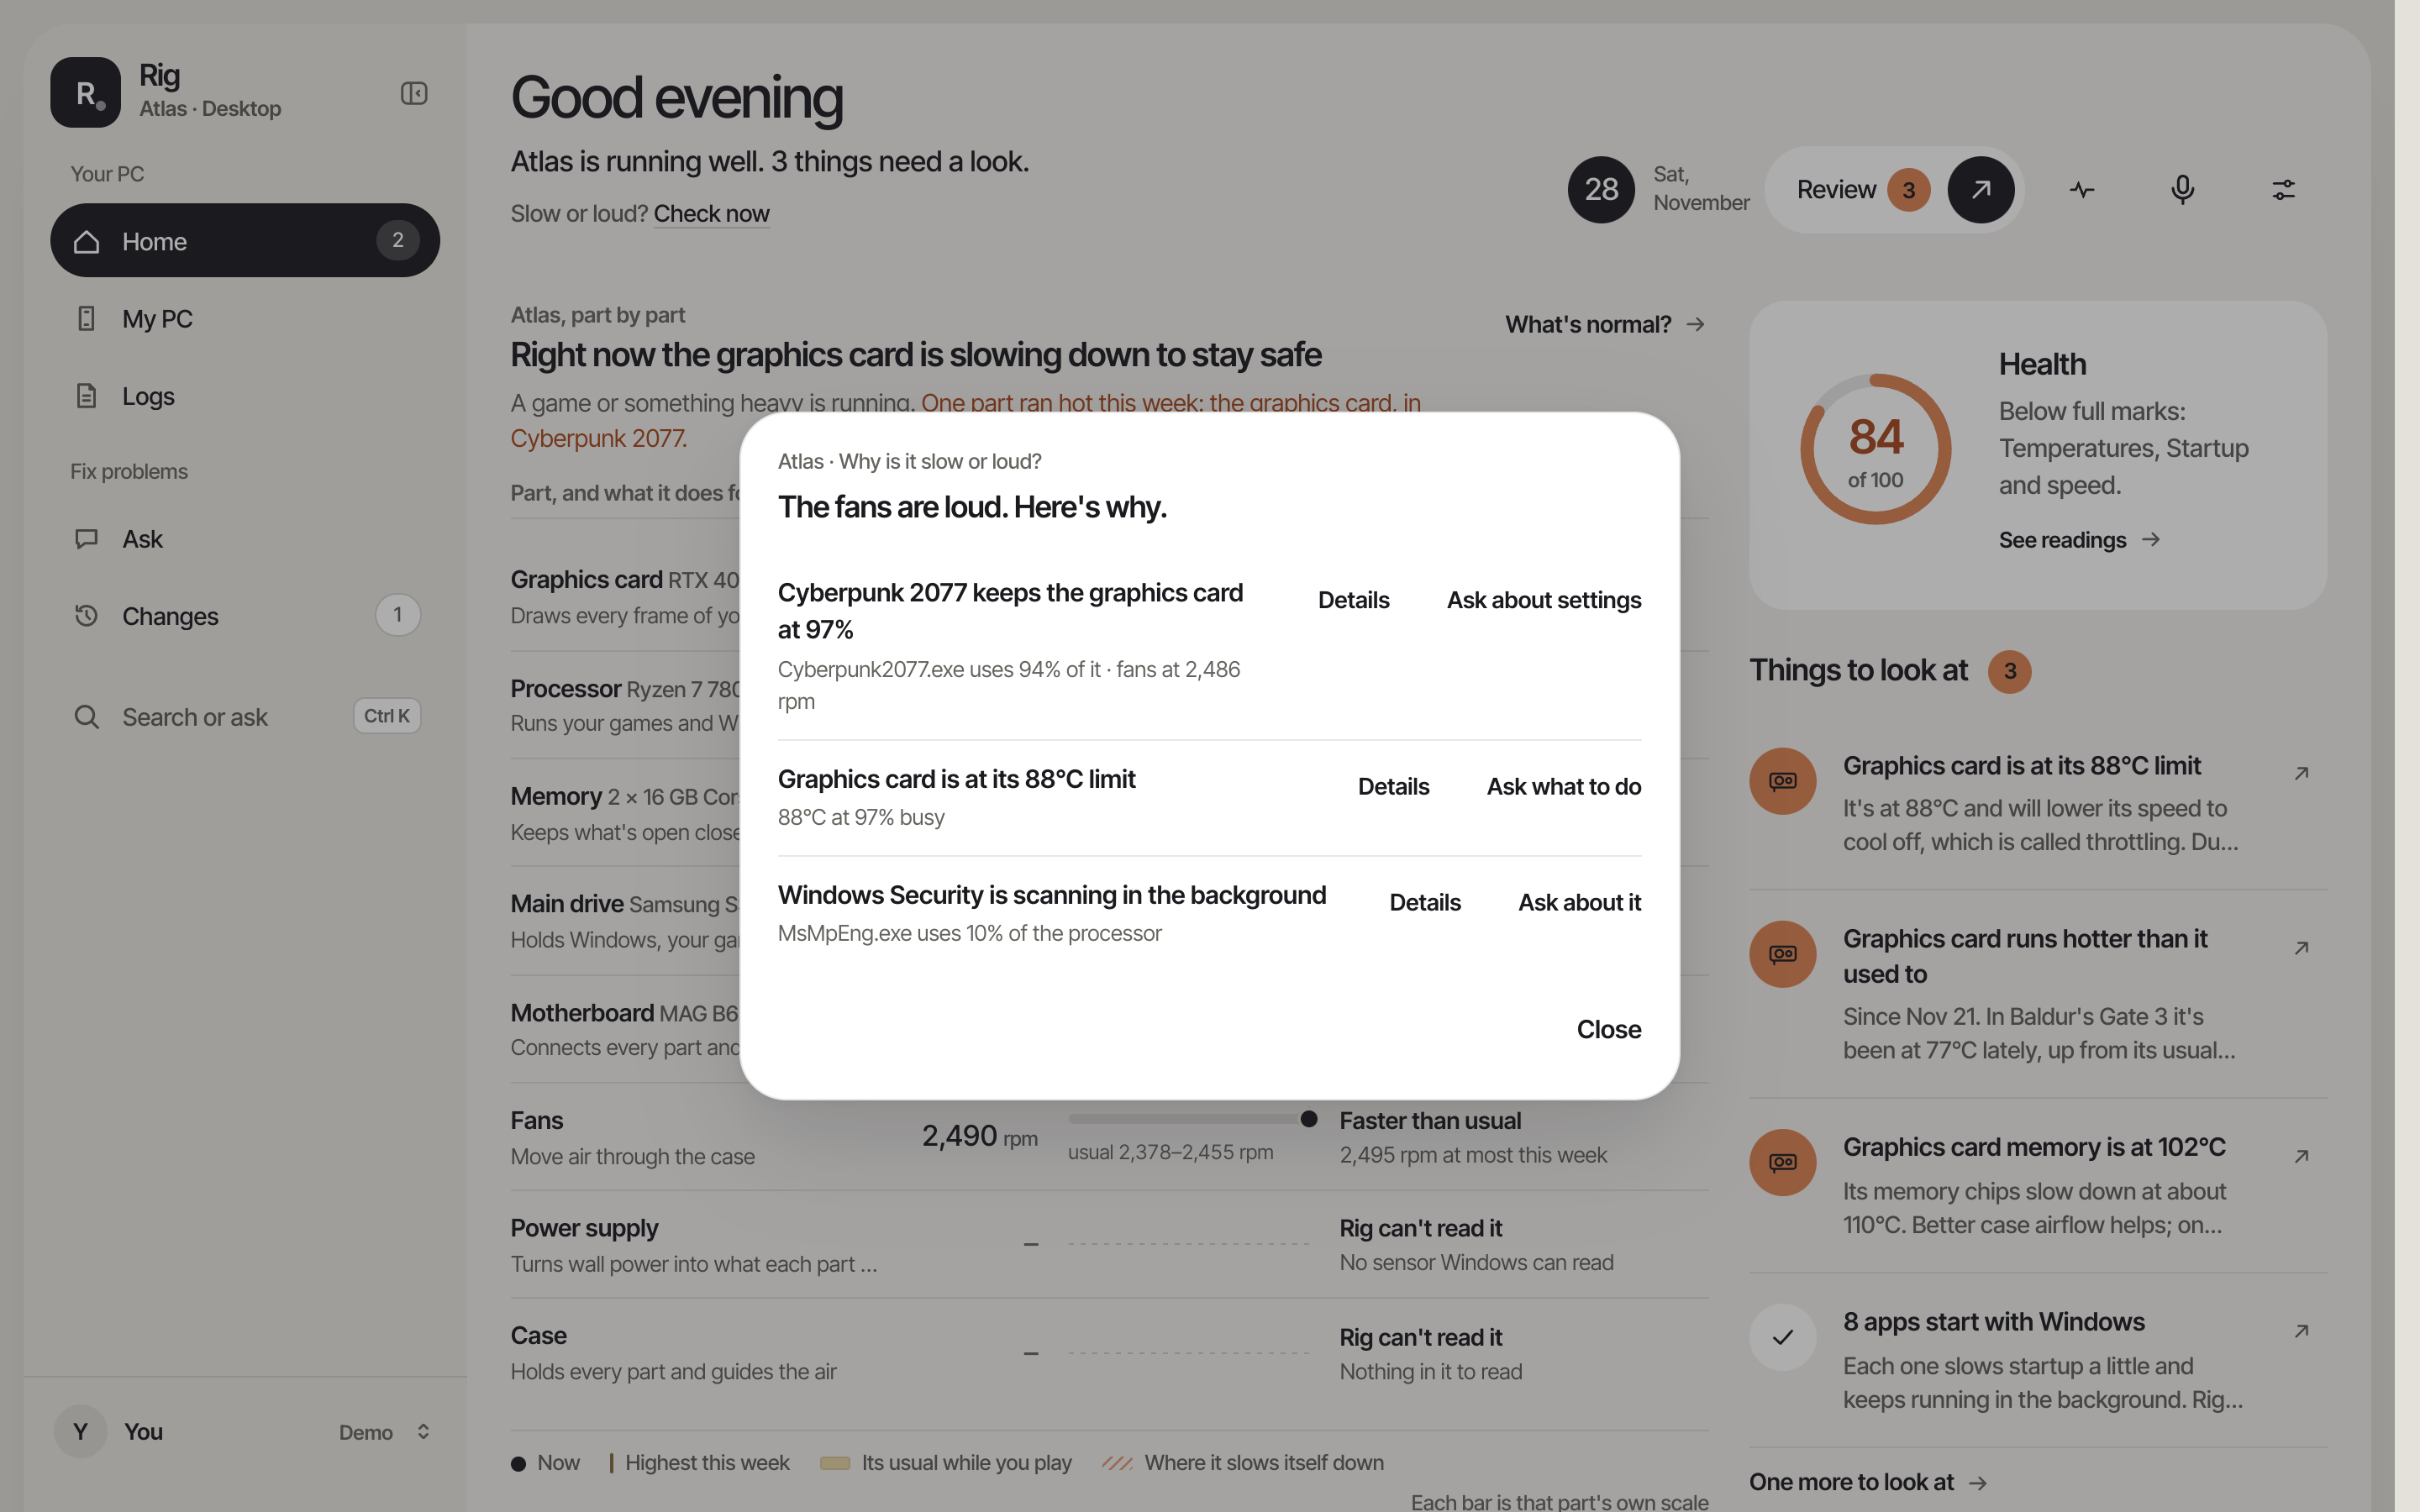 R.
Rig
Atlas · Desktop
Your PC
Home 2
My PC
Logs
Fix problems
Ask
Changes 1
Search or ask Ctrl K
Y You Demo
Good evening
Atlas is running well. 3 things need a look.
Slow or loud? Check now
28 Sat,
November
Review 3
Atlas, part by part
What's normal?
Right now the graphics card is slowing down to stay safe
A game or something heavy is running. One part ran hot this week: the graphics card, in
Cyberpunk 2077.
Part, and what it does
Graphics card RTX 40
Draws every frame of
Processor Ryzen 7 780
Runs your games and W
Memory 2 × 16 GB Cor
Keeps what's open close
Main drive Samsung S
Holds Windows, your ga
Motherboard MAG B6
Connects every part and
Fans
Move air through the case
2,490 rpm
usual 2,378–2,455 rpm
Faster than usual
2,495 rpm at most this week
Power supply
Turns wall power into what each part ...
–
Rig can't read it
No sensor Windows can read
Case
Holds every part and guides the air
–
Rig can't read it
Nothing in it to read
Now
Highest this week
Its usual while you play
Where it slows itself down
Each bar is that part's own scale
Atlas · Why is it slow or loud?
The fans are loud. Here's why.
Cyberpunk 2077 keeps the graphics card
at 97%
Cyberpunk2077.exe uses 94% of it · fans at 2,486
rpm
Details
Ask about settings
Graphics card is at its 88°C limit
88°C at 97% busy
Details
Ask what to do
Windows Security is scanning in the background
MsMpEng.exe uses 10% of the processor
Details
Ask about it
Close
84
of 100
Health
Below full marks:
Temperatures, Startup
and speed.
See readings
Things to look at 3
Graphics card is at its 88°C limit
It's at 88°C and will lower its speed to
cool off, which is called throttling. Du...
Graphics card runs hotter than it
used to
Since Nov 21. In Baldur's Gate 3 it's
been at 77°C lately, up from its usual...
Graphics card memory is at 102°C
Its memory chips slow down at about
110°C. Better case airflow helps; on...
8 apps start with Windows
Each one slows startup a little and
keeps running in the background. Rig...
One more to look at